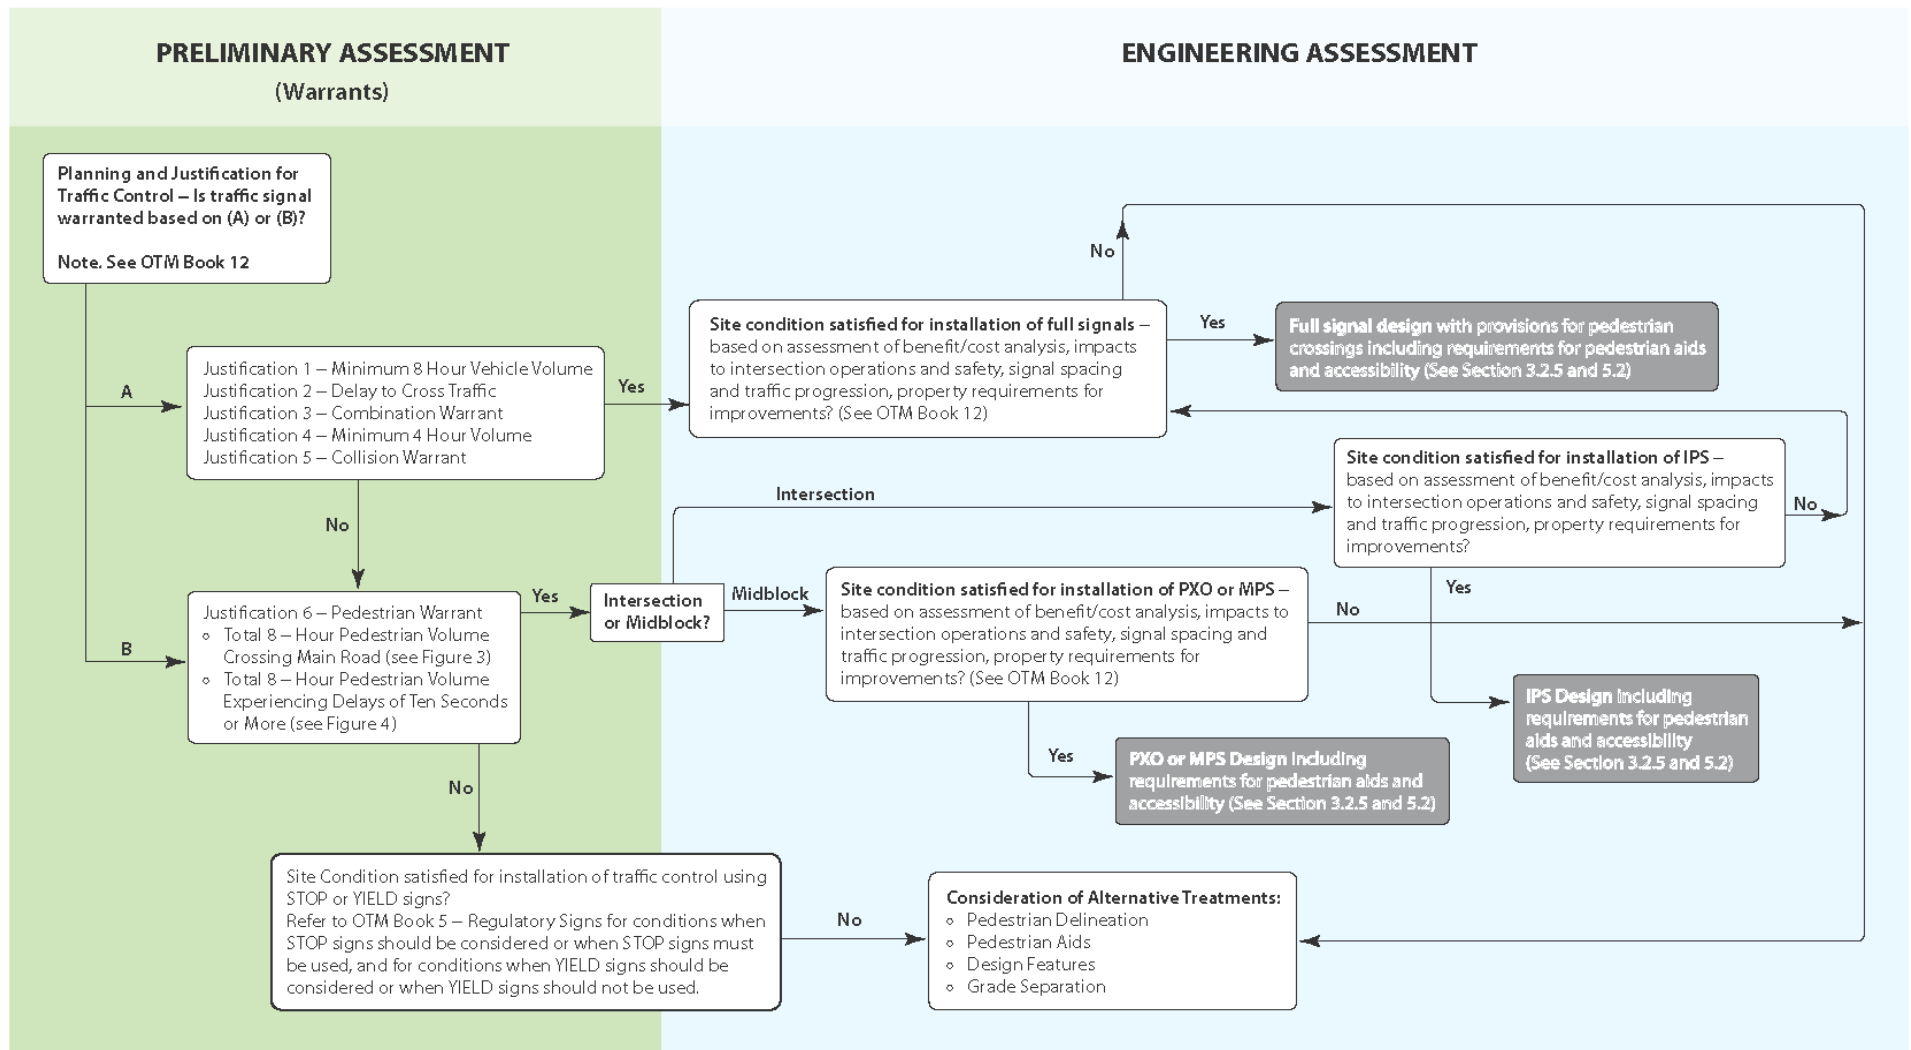 PRELIMINARY ASSESSMENT
(Warrants)
ENGINEERING ASSESSMENT
Planning and Justification for
Traffic Control – Is traffic signal
warranted based on (A) or (B)?
Note. See OTM Book 12
A
Justification 1 – Minimum 8 Hour Vehicle Volume
Justification 2 – Delay to Cross Traffic
Justification 3 – Combination Warrant
Justification 4 – Minimum 4 Hour Volume
Justification 5 – Collision Warrant
Yes
No
Site condition satisfied for installation of full signals –
based on assessment of benefit/cost analysis, impacts
to intersection operations and safety, signal spacing
and traffic progression, property requirements for
improvements? (See OTM Book 12)
No
Yes
Full signal design with provisions for pedestrian
crossings including requirements for pedestrian aids
and accessibility (See Section 3.2.5 and 5.2)
B
Justification 6 – Pedestrian Warrant
Total 8 – Hour Pedestrian Volume
Crossing Main Road (see Figure 3)
Total 8 – Hour Pedestrian Volume
Experiencing Delays of Ten Seconds
or More (see Figure 4)
Yes
No
Intersection
or Midblock?
Intersection
Midblock
Site condition satisfied for installation of IPS –
based on assessment of benefit/cost analysis, impacts
to intersection operations and safety, signal spacing
and traffic progression, property requirements for
improvements?
No
Yes
IPS Design including
requirements for pedestrian
aids and accessibility
(See Section 3.2.5 and 5.2)
Site condition satisfied for installation of PXO or MPS –
based on assessment of benefit/cost analysis, impacts to
intersection operations and safety, signal spacing and
traffic progression, property requirements for
improvements? (See OTM Book 12)
No
Yes
PXO or MPS Design including
requirements for pedestrian aids and
accessibility (See Section 3.2.5 and 5.2)
Site Condition satisfied for installation of traffic control using
STOP or YIELD signs?
Refer to OTM Book 5 – Regulatory Signs for conditions when
STOP signs should be considered or when STOP signs must
be used, and for conditions when YIELD signs should be
considered or when YIELD signs should not be used.
No
Consideration of Alternative Treatments:
Pedestrian Delineation
Pedestrian Aids
Design Features
Grade Separation